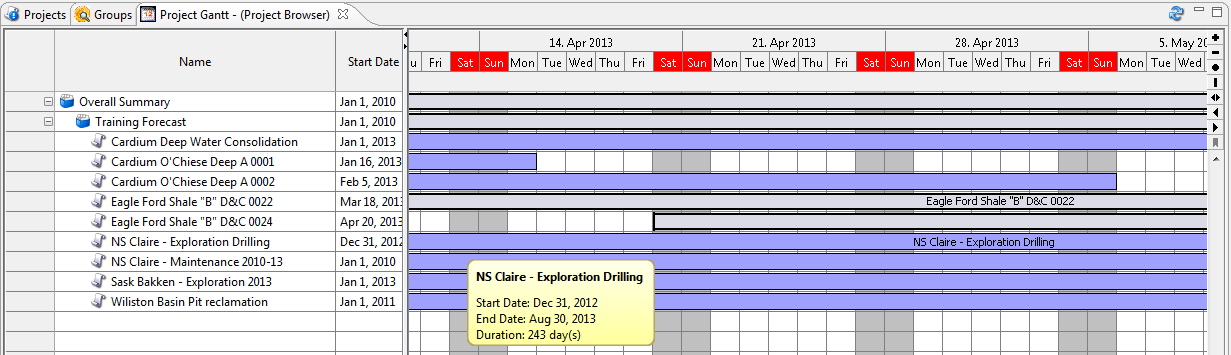 Projects Groups Project Gantt - (Project Browser)
Name Start Date 14. Apr 2013 21. Apr 2013 28. Apr 2013 5. May 20
u Fri Sat Sun Mon Tue Wed Thu Fri Sat Sun Mon Tue Wed Thu Fri Sat Sun Mon Tue Wed Thu Fri Sat Sun Mon Tue Wed
Overall Summary Jan 1, 2010
Training Forecast Jan 1, 2010
Cardium Deep Water Consolidation Jan 1, 2013
Cardium O'Chiese Deep A 0001 Jan 16, 2013
Cardium O'Chiese Deep A 0002 Feb 5, 2013
Eagle Ford Shale "B" D&C 0022 Mar 18, 2013 Eagle Ford Shale "B" D&C 0022
Eagle Ford Shale "B" D&C 0024 Apr 20, 2013
NS Claire - Exploration Drilling Dec 31, 2012 NS Claire - Exploration Drilling
NS Claire - Maintenance 2010-13 Jan 1, 2010
Sask Bakken - Exploration 2013 Jan 1, 2013
Wiliston Basin Pit reclamation Jan 1, 2011
NS Claire - Exploration Drilling
Start Date: Dec 31, 2012
End Date: Aug 30, 2013
Duration: 243 day(s)